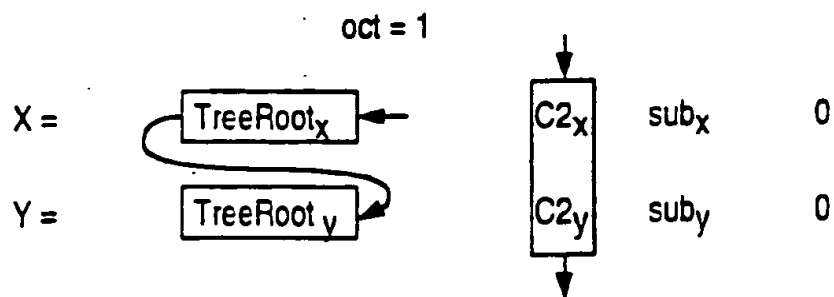 oct = 1
X = TreeRootx C2x subx 0
Y = TreeRooty C2y suby 0